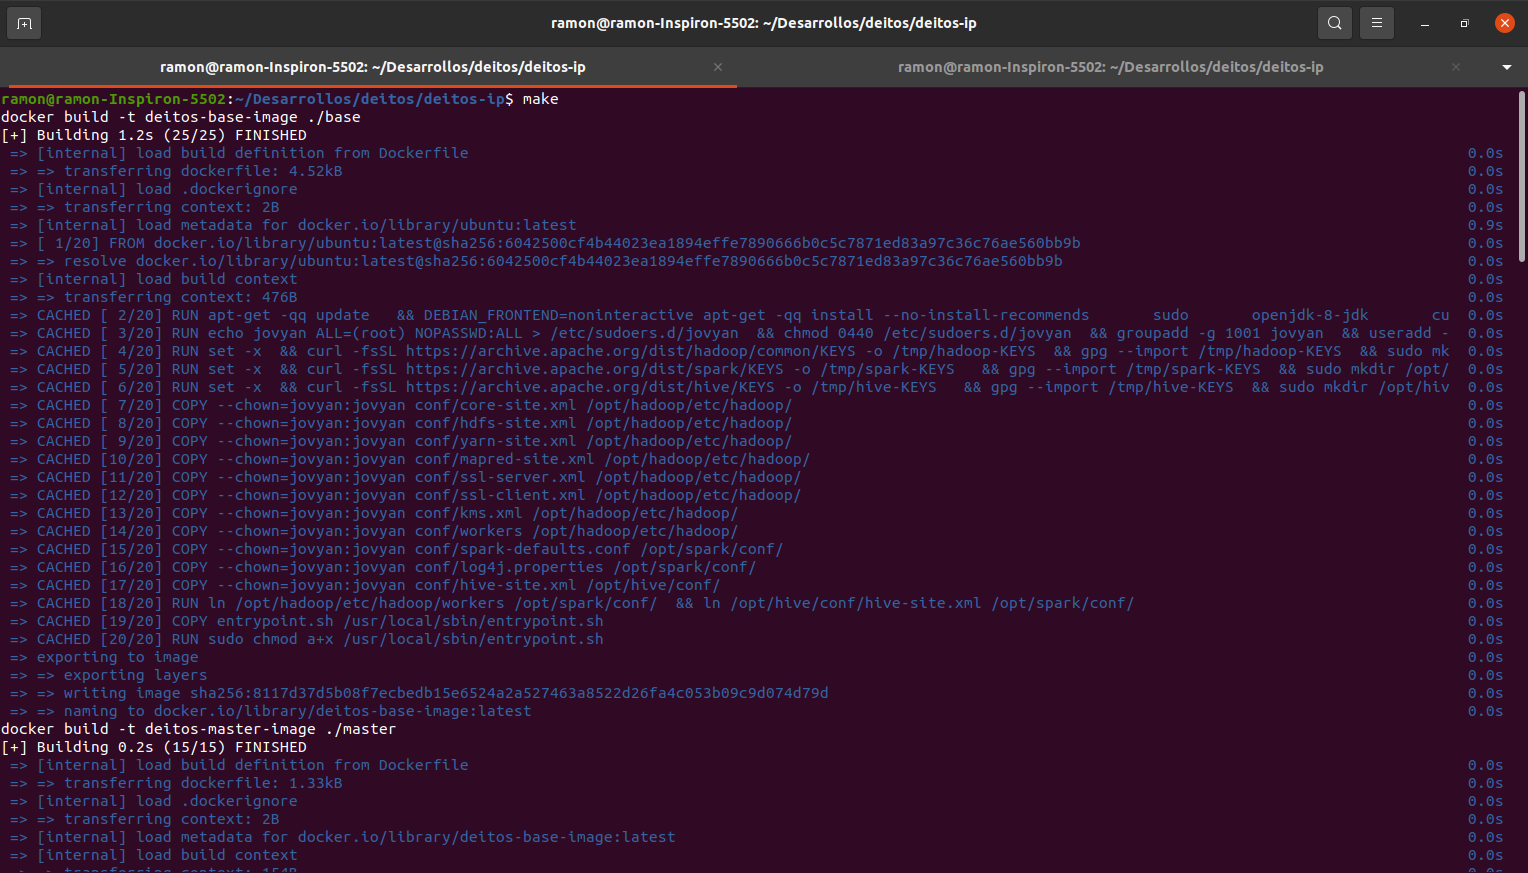 ramon@ramon-Inspiron-5502: ~/Desarrollos/deitos/deitos-ip
ramon@ramon-Inspiron-5502: ~/Desarrollos/deitos/deitos-ip
ramon@ramon-Inspiron-5502: ~/Desarrollos/deitos/deitos-ip
ramon@ramon-Inspiron-5502:~/Desarrollos/deitos/deitos-ip$ make
docker build -t deitos-base-image ./base
[+] Building 1.2s (25/25) FINISHED
=> [internal] load build definition from Dockerfile 0.0s
=> => transferring dockerfile: 4.52kB 0.0s
=> [internal] load .dockerignore 0.0s
=> => transferring context: 2B 0.0s
=> [internal] load metadata for docker.io/library/ubuntu:latest 0.9s
=> [ 1/20] FROM docker.io/library/ubuntu:latest@sha256:6042500cf4b44023ea1894effe7890666b0c5c7871ed83a97c36c76ae560bb9b 0.0s
=> => resolve docker.io/library/ubuntu:latest@sha256:6042500cf4b44023ea1894effe7890666b0c5c7871ed83a97c36c76ae560bb9b 0.0s
=> [internal] load build context 0.0s
=> => transferring context: 476B 0.0s
=> CACHED [ 2/20] RUN apt-get -qq update && DEBIAN_FRONTEND=noninteractive apt-get -qq install --no-install-recommends sudo openjdk-8-jdk cu 0.0s
=> CACHED [ 3/20] RUN echo jovyan ALL=(root) NOPASSWD:ALL > /etc/sudoers.d/jovyan && chmod 0440 /etc/sudoers.d/jovyan && groupadd -g 1001 jovyan && useradd - 0.0s
=> CACHED [ 4/20] RUN set -x && curl -fsSL https://archive.apache.org/dist/hadoop/common/KEYS -o /tmp/hadoop-KEYS && gpg --import /tmp/hadoop-KEYS && sudo mk 0.0s
=> CACHED [ 5/20] RUN set -x && curl -fsSL https://archive.apache.org/dist/spark/KEYS -o /tmp/spark-KEYS && gpg --import /tmp/spark-KEYS && sudo mkdir /opt/ 0.0s
=> CACHED [ 6/20] RUN set -x && curl -fsSL https://archive.apache.org/dist/hive/KEYS -o /tmp/hive-KEYS && gpg --import /tmp/hive-KEYS && sudo mkdir /opt/hiv 0.0s
=> CACHED [ 7/20] COPY --chown=jovyan:jovyan conf/core-site.xml /opt/hadoop/etc/hadoop/ 0.0s
=> CACHED [ 8/20] COPY --chown=jovyan:jovyan conf/hdfs-site.xml /opt/hadoop/etc/hadoop/ 0.0s
=> CACHED [ 9/20] COPY --chown=jovyan:jovyan conf/yarn-site.xml /opt/hadoop/etc/hadoop/ 0.0s
=> CACHED [10/20] COPY --chown=jovyan:jovyan conf/mapred-site.xml /opt/hadoop/etc/hadoop/ 0.0s
=> CACHED [11/20] COPY --chown=jovyan:jovyan conf/ssl-server.xml /opt/hadoop/etc/hadoop/ 0.0s
=> CACHED [12/20] COPY --chown=jovyan:jovyan conf/ssl-client.xml /opt/hadoop/etc/hadoop/ 0.0s
=> CACHED [13/20] COPY --chown=jovyan:jovyan conf/kms.xml /opt/hadoop/etc/hadoop/ 0.0s
=> CACHED [14/20] COPY --chown=jovyan:jovyan conf/workers /opt/hadoop/etc/hadoop/ 0.0s
=> CACHED [15/20] COPY --chown=jovyan:jovyan conf/spark-defaults.conf /opt/spark/conf/ 0.0s
=> CACHED [16/20] COPY --chown=jovyan:jovyan conf/log4j.properties /opt/spark/conf/ 0.0s
=> CACHED [17/20] COPY --chown=jovyan:jovyan conf/hive-site.xml /opt/hive/conf/ 0.0s
=> CACHED [18/20] RUN ln /opt/hadoop/etc/hadoop/workers /opt/spark/conf/ && ln /opt/hive/conf/hive-site.xml /opt/spark/conf/ 0.0s
=> CACHED [19/20] COPY entrypoint.sh /usr/local/sbin/entrypoint.sh 0.0s
=> CACHED [20/20] RUN sudo chmod a+x /usr/local/sbin/entrypoint.sh 0.0s
=> exporting to image 0.0s
=> => exporting layers 0.0s
=> => writing image sha256:8117d37d5b08f7ecbedb15e6524a2a527463a8522d26fa4c053b09c9d074d79d 0.0s
=> => naming to docker.io/library/deitos-base-image:latest 0.0s
docker build -t deitos-master-image ./master
[+] Building 0.2s (15/15) FINISHED
=> [internal] load build definition from Dockerfile 0.0s
=> => transferring dockerfile: 1.33kB 0.0s
=> [internal] load .dockerignore 0.0s
=> => transferring context: 2B 0.0s
=> [internal] load metadata for docker.io/library/deitos-base-image:latest 0.0s
=> [internal] load build context 0.0s
=> => transferring context: 154B 0.0s